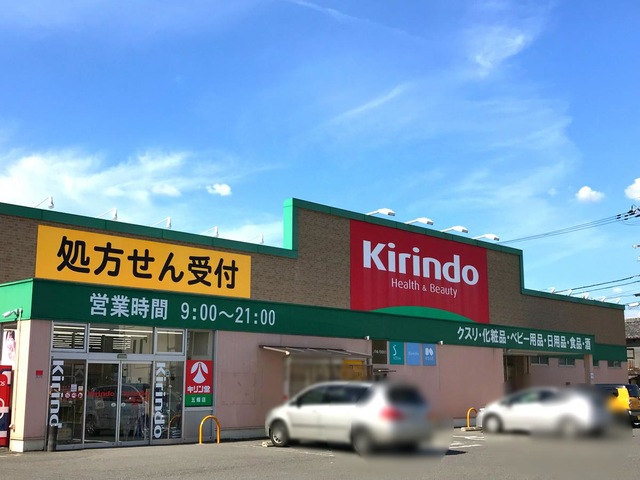 処方せん受付
Kirindo
Health & Beauty
営業時間 9:00～21:00
クスリ・化粧品・ベビー用品・日用品・食品・酒
Kirindo
Kirindo
Kirindo
キリン堂